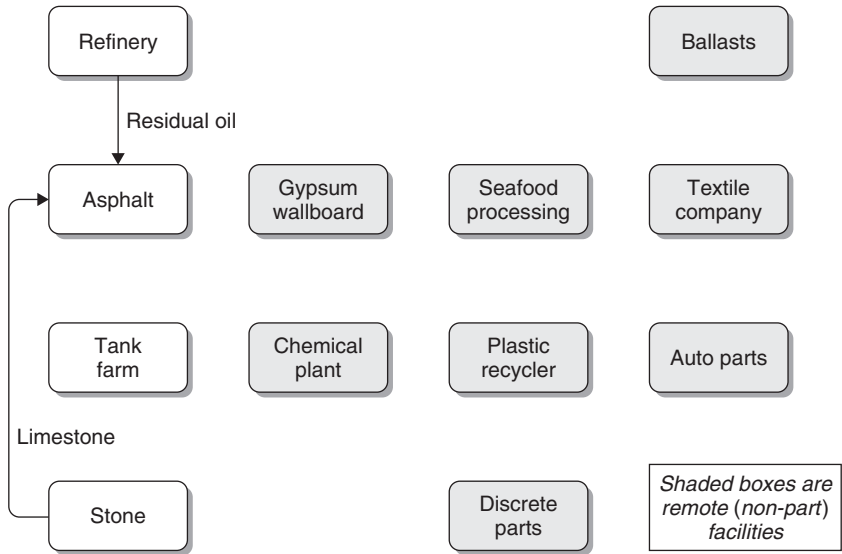 Refinery
Ballasts
Residual oil
Asphalt
Gypsum
wallboard
Seafood
processing
Textile
company
Tank
farm
Chemical
plant
Plastic
recycler
Auto parts
Limestone
Stone
Discrete
parts
Shaded boxes are
remote (non-part)
facilities